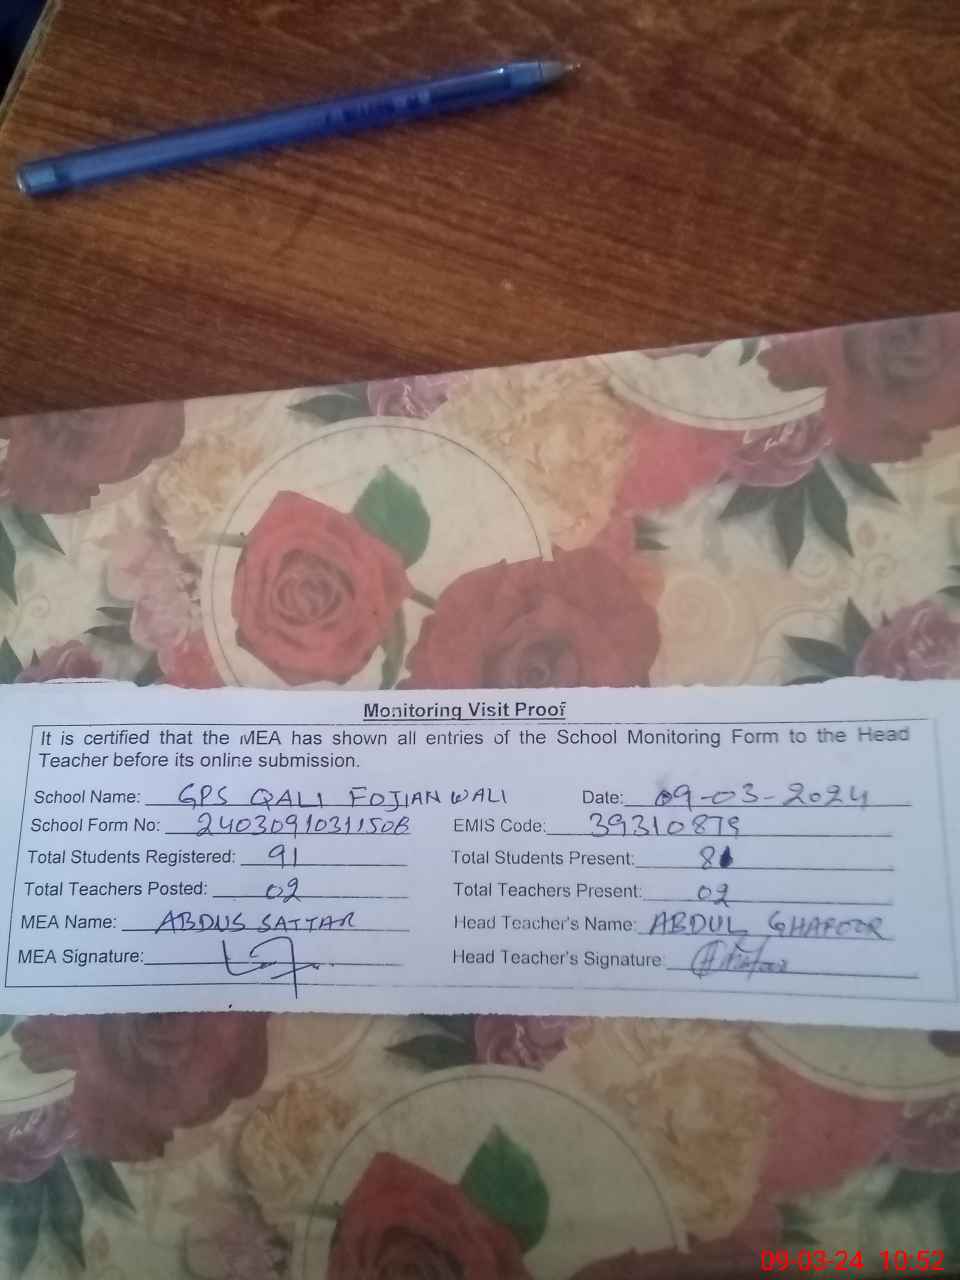 Monitoring Visit Proof
It is certified that the MEA has shown all entries of the School Monitoring Form to the Head
Teacher before its online submission.
School Name: GPS QALI FOJIAN WALI Date: 09-03-2024
School Form No: 240309103115OB EMIS Code: 39310879
Total Students Registered: 91 Total Students Present: 81
Total Teachers Posted: 02 Total Teachers Present: 02
MEA Name: ABDUS SATTAR Head Teacher's Name: ABDUL GHAFOOR
MEA Signature: Head Teacher's Signature:
09-03-24 10:52